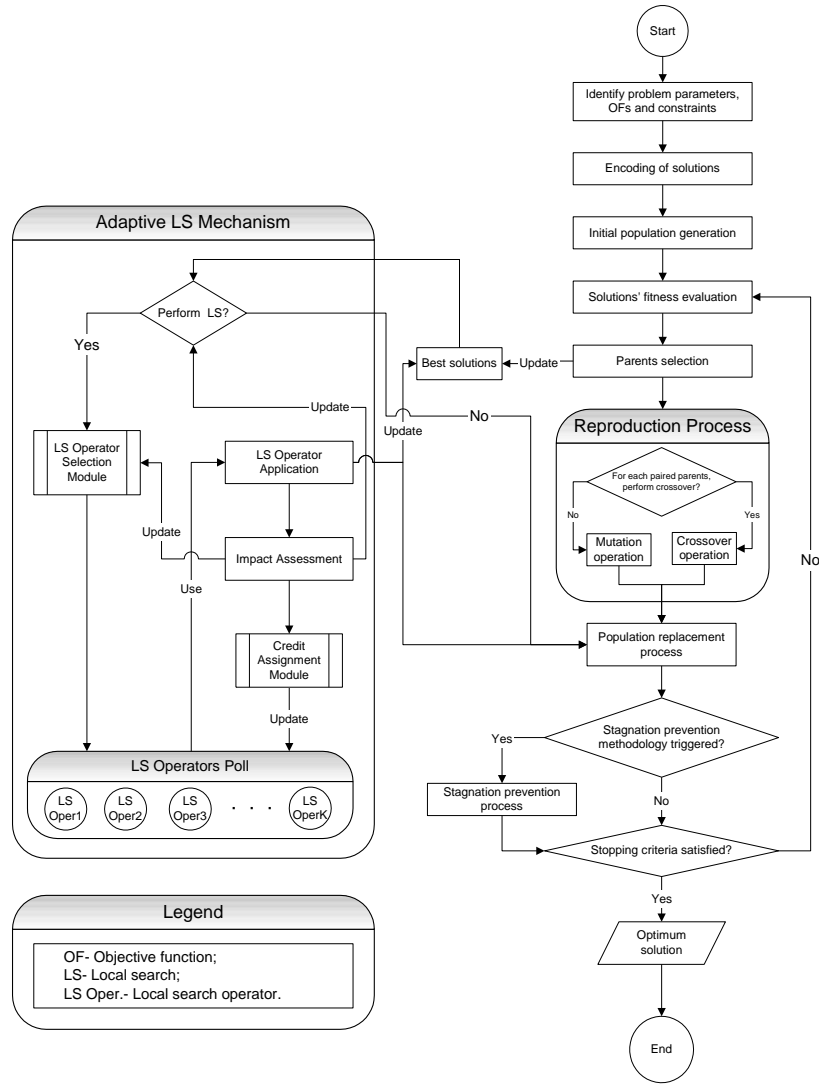 Start
Identify problem parameters,
OFs and constraints
Encoding of solutions
Initial population generation
Solutions' fitness evaluation
Parents selection
Update
Best solutions
Adaptive LS Mechanism
Perform LS?
Yes
No
Update
Update
LS Operator
Selection
Module
LS Operator
Application
Update
Impact Assessment
Use
Credit
Assignment
Module
Update
LS Operators Poll
LS
Oper1
LS
Oper2
LS
Oper3
. . .
LS
OperK
Reproduction Process
For each paired parents,
perform crossover?
No
Yes
Mutation
operation
Crossover
operation
No
Population replacement
process
Stagnation prevention
methodology triggered?
Yes
Stagnation prevention
process
No
Stopping criteria satisfied?
Yes
Optimum
solution
End
Legend
OF- Objective function;
LS- Local search;
LS Oper.- Local search operator.